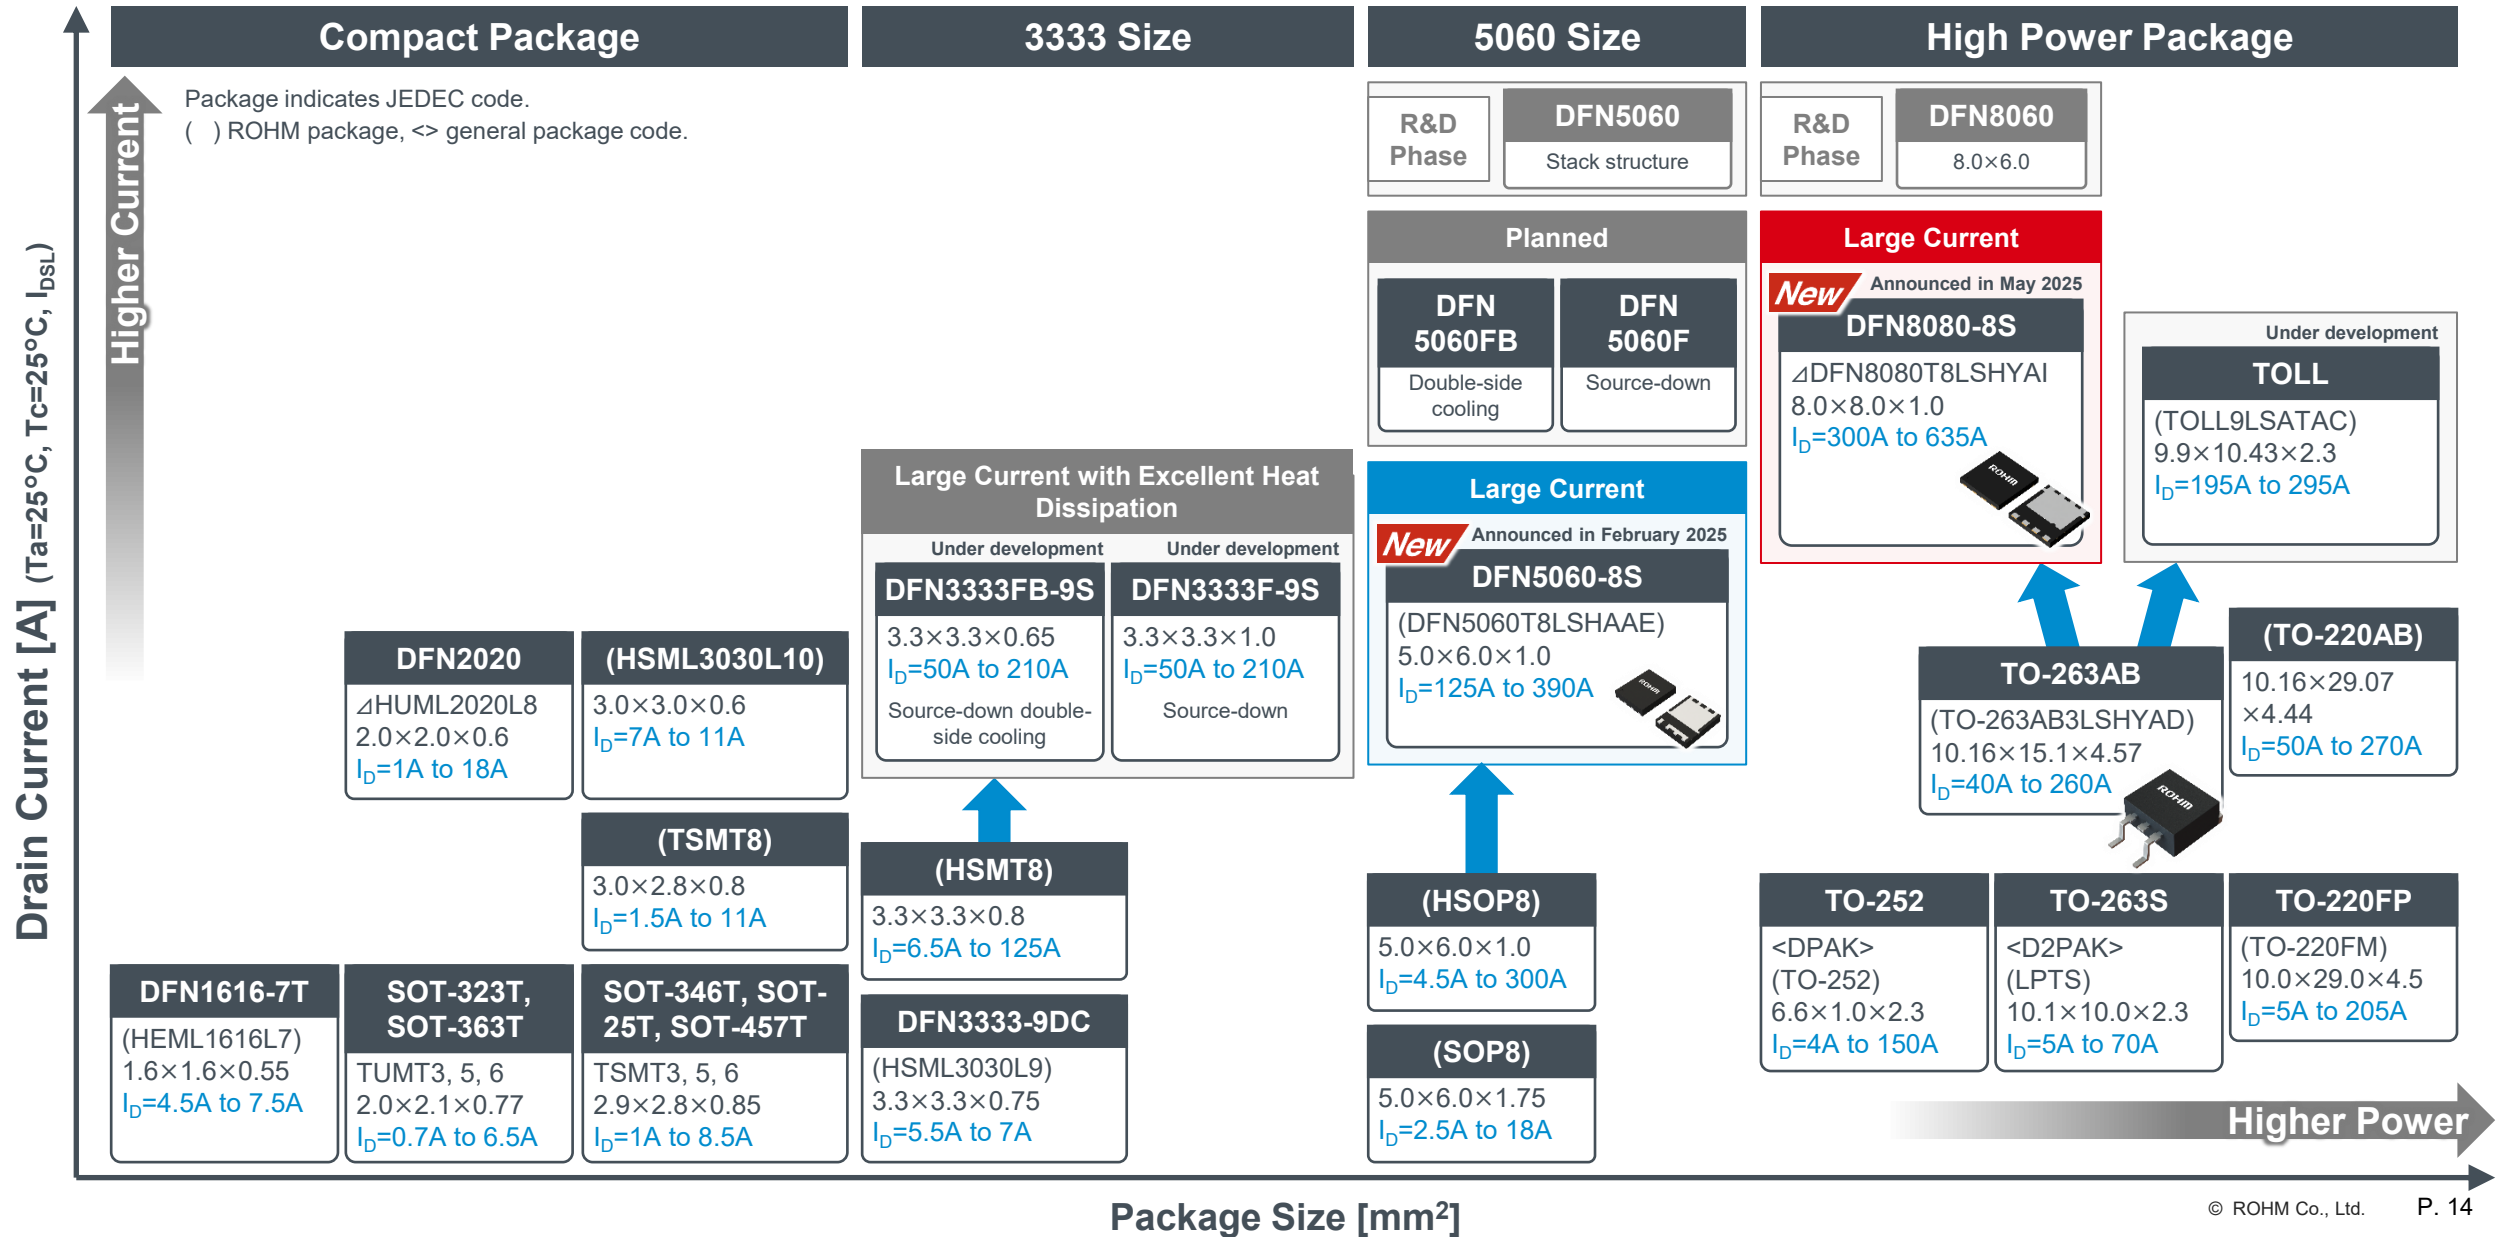 Compact Package
3333 Size
5060 Size
High Power Package
Drain Current [A] (Ta=25°C, Tc=25°C, IDSL)
Higher Current
Package indicates JEDEC code.
( ) ROHM package, <> general package code.
DFN2020
⊿HUML2020L8
2.0×2.0×0.6
ID=1A to 18A
(HSML3030L10)
3.0×3.0×0.6
ID=7A to 11A
(TSMT8)
3.0×2.8×0.8
ID=1.5A to 11A
DFN1616-7T
(HEML1616L7)
1.6×1.6×0.55
ID=4.5A to 7.5A
SOT-323T,
SOT-363T
TUMT3, 5, 6
2.0×2.1×0.77
ID=0.7A to 6.5A
SOT-346T, SOT-
25T, SOT-457T
TSMT3, 5, 6
2.9×2.8×0.85
ID=1A to 8.5A
Large Current with Excellent Heat
Dissipation
Under development
DFN3333FB-9S
3.3×3.3×0.65
ID=50A to 210A
Source-down double-
side cooling
Under development
DFN3333F-9S
3.3×3.3×1.0
ID=50A to 210A
Source-down
(HSMT8)
3.3×3.3×0.8
ID=6.5A to 125A
DFN3333-9DC
(HSML3030L9)
3.3×3.3×0.75
ID=5.5A to 7A
R&D
Phase
DFN5060
Stack structure
Planned
DFN
5060FB
Double-side
cooling
DFN
5060F
Source-down
Large Current
New
Announced in February 2025
DFN5060-8S
(DFN5060T8LSHAAE)
5.0×6.0×1.0
ID=125A to 390A
ROHM
(HSOP8)
5.0×6.0×1.0
ID=4.5A to 300A
(SOP8)
5.0×6.0×1.75
ID=2.5A to 18A
R&D
Phase
DFN8060
8.0×6.0
Large Current
New
Announced in May 2025
DFN8080-8S
⊿DFN8080T8LSHYAI
8.0×8.0×1.0
ID=300A to 635A
ROHM
Under development
TOLL
(TOLL9LSATAC)
9.9×10.43×2.3
ID=195A to 295A
TO-263AB
(TO-263AB3LSHYAD)
10.16×15.1×4.57
ID=40A to 260A
ROHM
(TO-220AB)
10.16×29.07
×4.44
ID=50A to 270A
TO-252
<DPAK>
(TO-252)
6.6×1.0×2.3
ID=4A to 150A
TO-263S
<D2PAK>
(LPTS)
10.1×10.0×2.3
ID=5A to 70A
TO-220FP
(TO-220FM)
10.0×29.0×4.5
ID=5A to 205A
Higher Power
Package Size [mm2]
© ROHM Co., Ltd.
P. 14